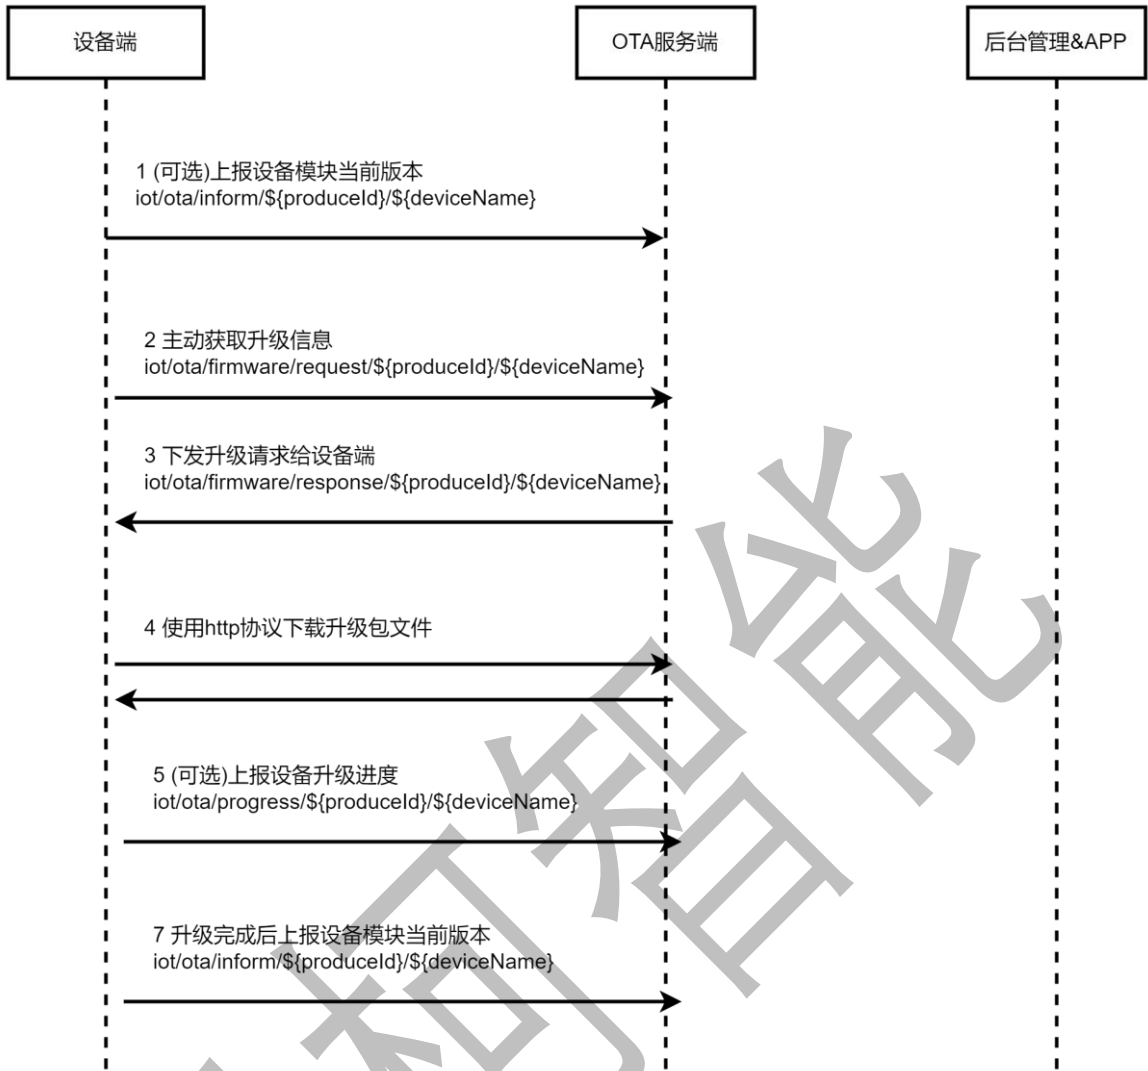 设备端
OTA服务端
后台管理&APP
1 (可选)上报设备模块当前版本
iot/ota/inform/${produceId}/${deviceName}
2 主动获取升级信息
iot/ota/firmware/request/${produceId}/${deviceName}
3 下发升级请求给设备端
iot/ota/firmware/response/${produceId}/${deviceName}
4 使用http协议下载升级包文件
5 (可选)上报设备升级进度
iot/ota/progress/${produceId}/${deviceName}
7 升级完成后上报设备模块当前版本
iot/ota/inform/${produceId}/${deviceName}
柯智能